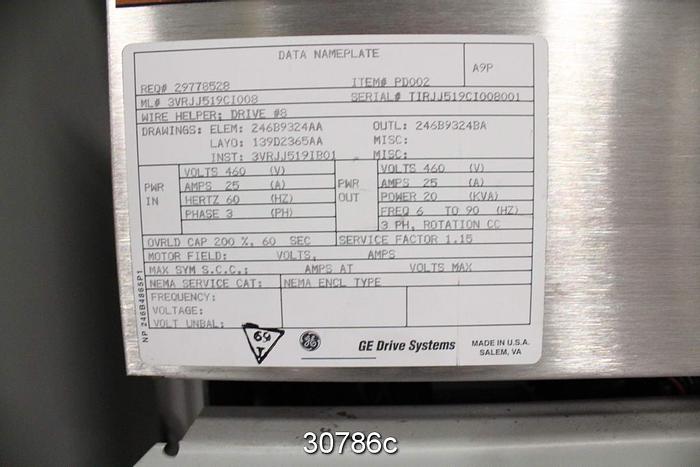 DATA NAMEPLATE
A9P
REQ# 29778528 ITEM# PD002
ML# 3VRJJ519CI008 SERIAL# TIRJJ519CI008001
WIRE HELPER; DRIVE #8
DRAWINGS: ELEM: 246B9324AA OUTL: 246B9324BA
LAYO: 139D2365AA MISC:
INST: 3VRJJ519IB01 MISC:
PWR IN
VOLTS 460 (V)
AMPS 25 (A)
HERTZ 60 (HZ)
PHASE 3 (PH)
PWR OUT
VOLTS 460 (V)
AMPS 25 (A)
POWER 20 (KVA)
FREQ 6 TO 90 (HZ)
3 PH, ROTATION CC
OVRLD CAP 200 %, 60 SEC SERVICE FACTOR 1.15
MOTOR FIELD: VOLTS, AMPS
MAX SYM S.C.C.: AMPS AT VOLTS MAX
NEMA SERVICE CAT: NEMA ENCL TYPE
FREQUENCY:
VOLTAGE:
VOLT UNBAL:
NP 246B4865P1
69
I
GE GE Drive Systems
MADE IN U.S.A.
SALEM, VA
30786c